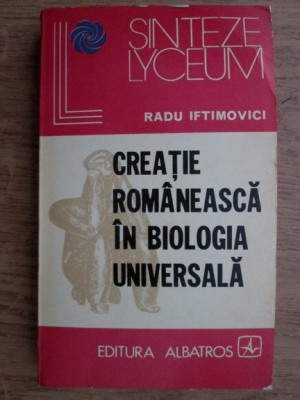 SINTEZE
LYCEUM
RADU IFTIMOVICI
CREAȚIE
ROMÂNEASCĂ
ÎN BIOLOGIA
UNIVERSALĂ
EDITURA ALBATROS